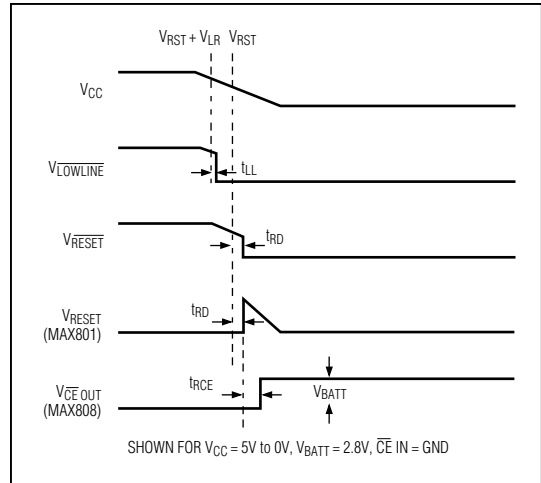 VRST + VLR VRST
VCC
VLOWLINE
tLL
VRESET
tRD
VRESET
(MAX801)
tRD
VCE OUT
(MAX808)
tRCE
VBATT
SHOWN FOR VCC = 5V to 0V, VBATT = 2.8V, CE IN = GND